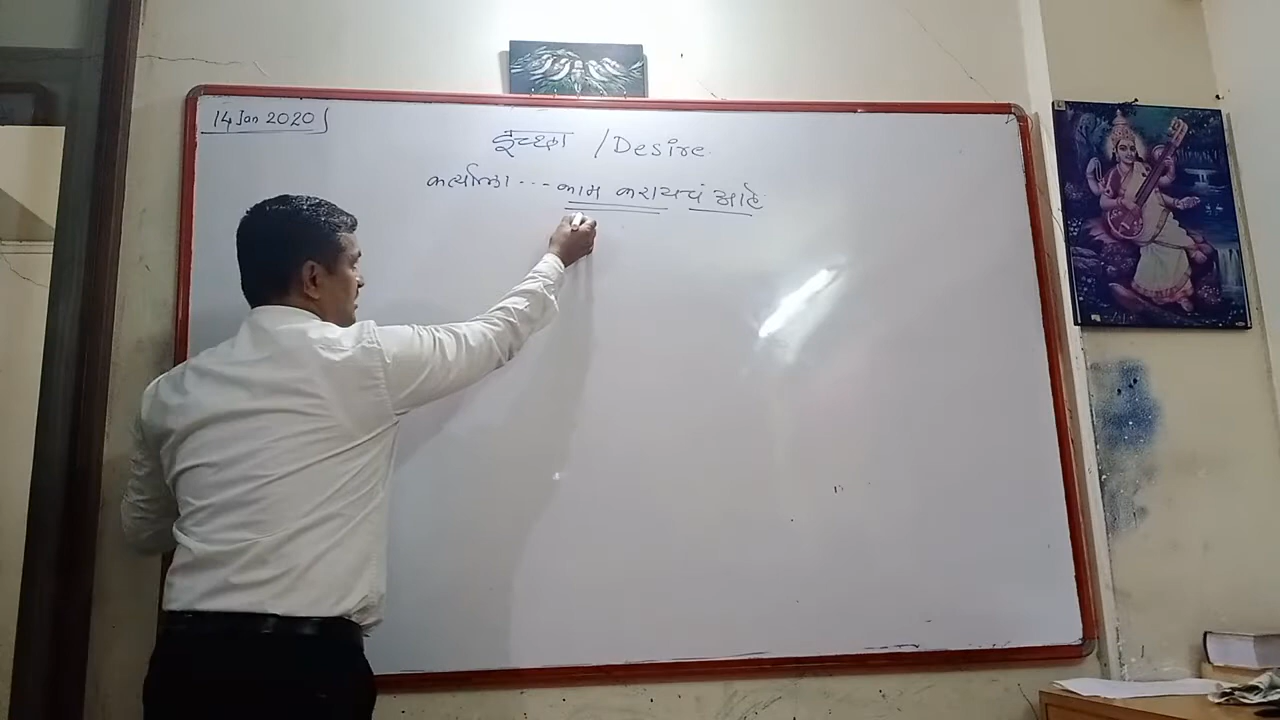 14 Jan 2020
इच्छा / Desire.
कर्त्याला --- काम करायचं आहे.